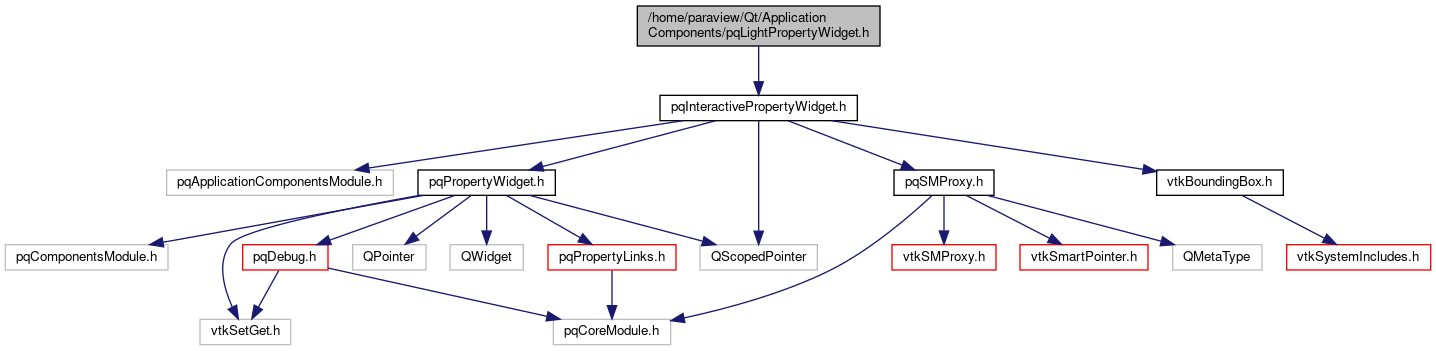 /home/paraview/Qt/Application
Components/pqLightPropertyWidget.h
pqInteractivePropertyWidget.h
pqApplicationComponentsModule.h
pqPropertyWidget.h
pqSMProxy.h
vtkBoundingBox.h
pqComponentsModule.h
pqDebug.h
QPointer
QWidget
pqPropertyLinks.h
QScopedPointer
vtkSMProxy.h
vtkSmartPointer.h
QMetaType
vtkSystemIncludes.h
vtkSetGet.h
pqCoreModule.h